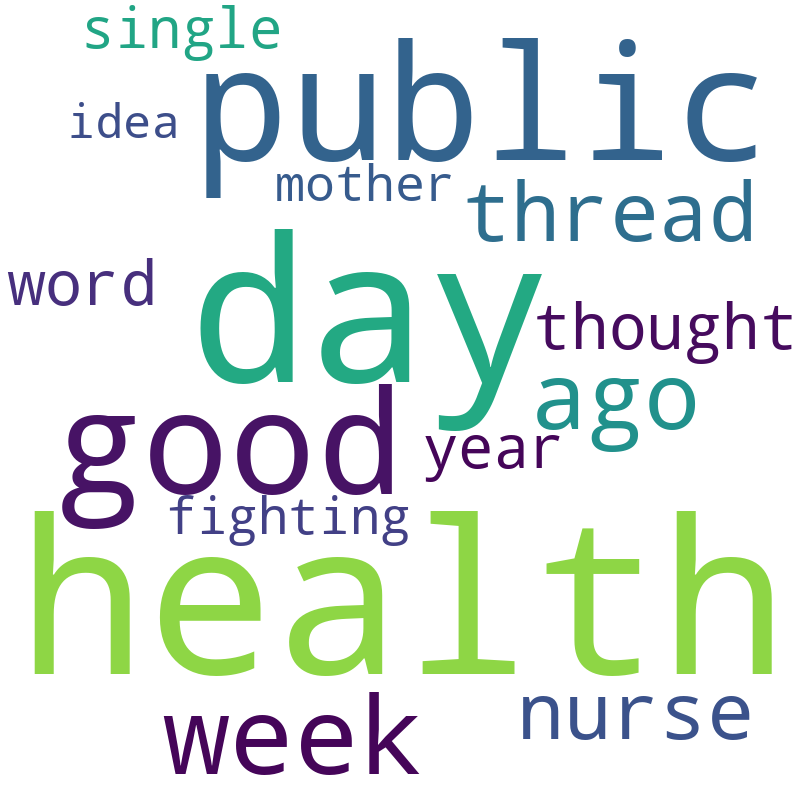 single
public
idea
mother
thread
day
word
thought
ago
good
year
fighting
health
week
nurse